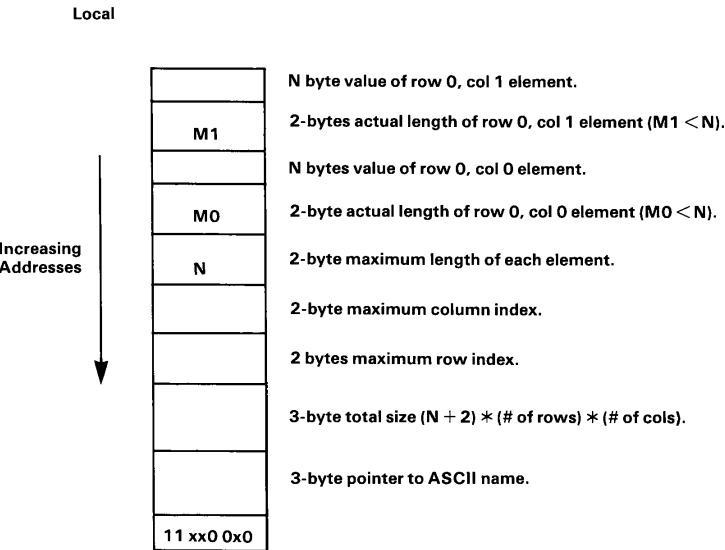 Local
N byte value of row 0, col 1 element.
M1
2-bytes actual length of row 0, col 1 element (M1 < N).
N bytes value of row 0, col 0 element.
M0
2-byte actual length of row 0, col 0 element (M0 < N).
Increasing
Addresses
N
2-byte maximum length of each element.
2-byte maximum column index.
2 bytes maximum row index.
3-byte total size (N + 2) * (# of rows) * (# of cols).
3-byte pointer to ASCII name.
11 xx0 0x0